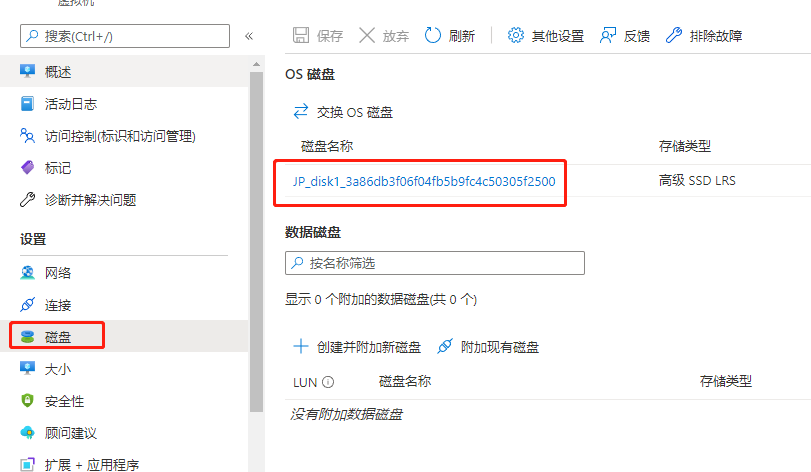 虚拟机
搜索(Ctrl+/)
«
概述
活动日志
访问控制(标识和访问管理)
标记
诊断并解决问题
设置
网络
连接
磁盘
大小
安全性
顾问建议
扩展 + 应用程序
保存 放弃 刷新 其他设置 反馈 排除故障
OS 磁盘
交换 OS 磁盘
磁盘名称 存储类型
JP_disk1_3a86db3f06f04fb5b9fc4c50305f2500 高级 SSD LRS
数据磁盘
按名称筛选
显示 0 个附加的数据磁盘(共 0 个)
创建并附加新磁盘 附加现有磁盘
LUN 磁盘名称 存储类型
没有附加数据磁盘